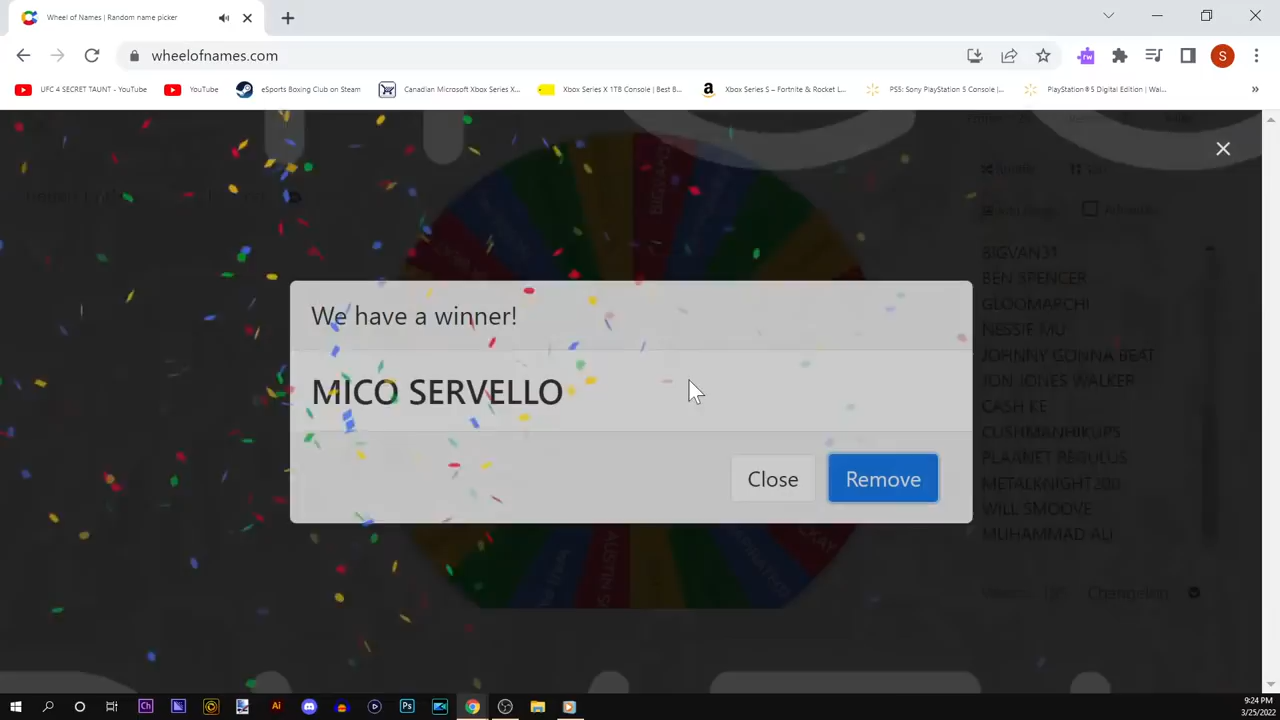 Wheel of Names | Random name picker
wheelofnames.com
S
UFC 4 SECRET TAUNT - YouTube
YouTube
eSports Boxing Club on Steam
Canadian Microsoft Xbox Series X...
Xbox Series X 1TB Console | Best B...
Xbox Series S – Fortnite & Rocket L...
PS5: Sony PlayStation 5 Console |...
PlayStation®5 Digital Edition | Wal...
BIGVAN31
BEN SPENCER
GLOOMARCHI
NESSIE MU
JOHNNY GONNA BEAT
JON JONES WALKER
CASH KE
CUSHMANHIKUPS
PLAANET REGULUS
METALKNIGHT200
WILL SMOOVE
MUHAMMAD ALI
We have a winner!
MICO SERVELLO
Close
Remove
Changelog
9:24 PM
3/25/2022